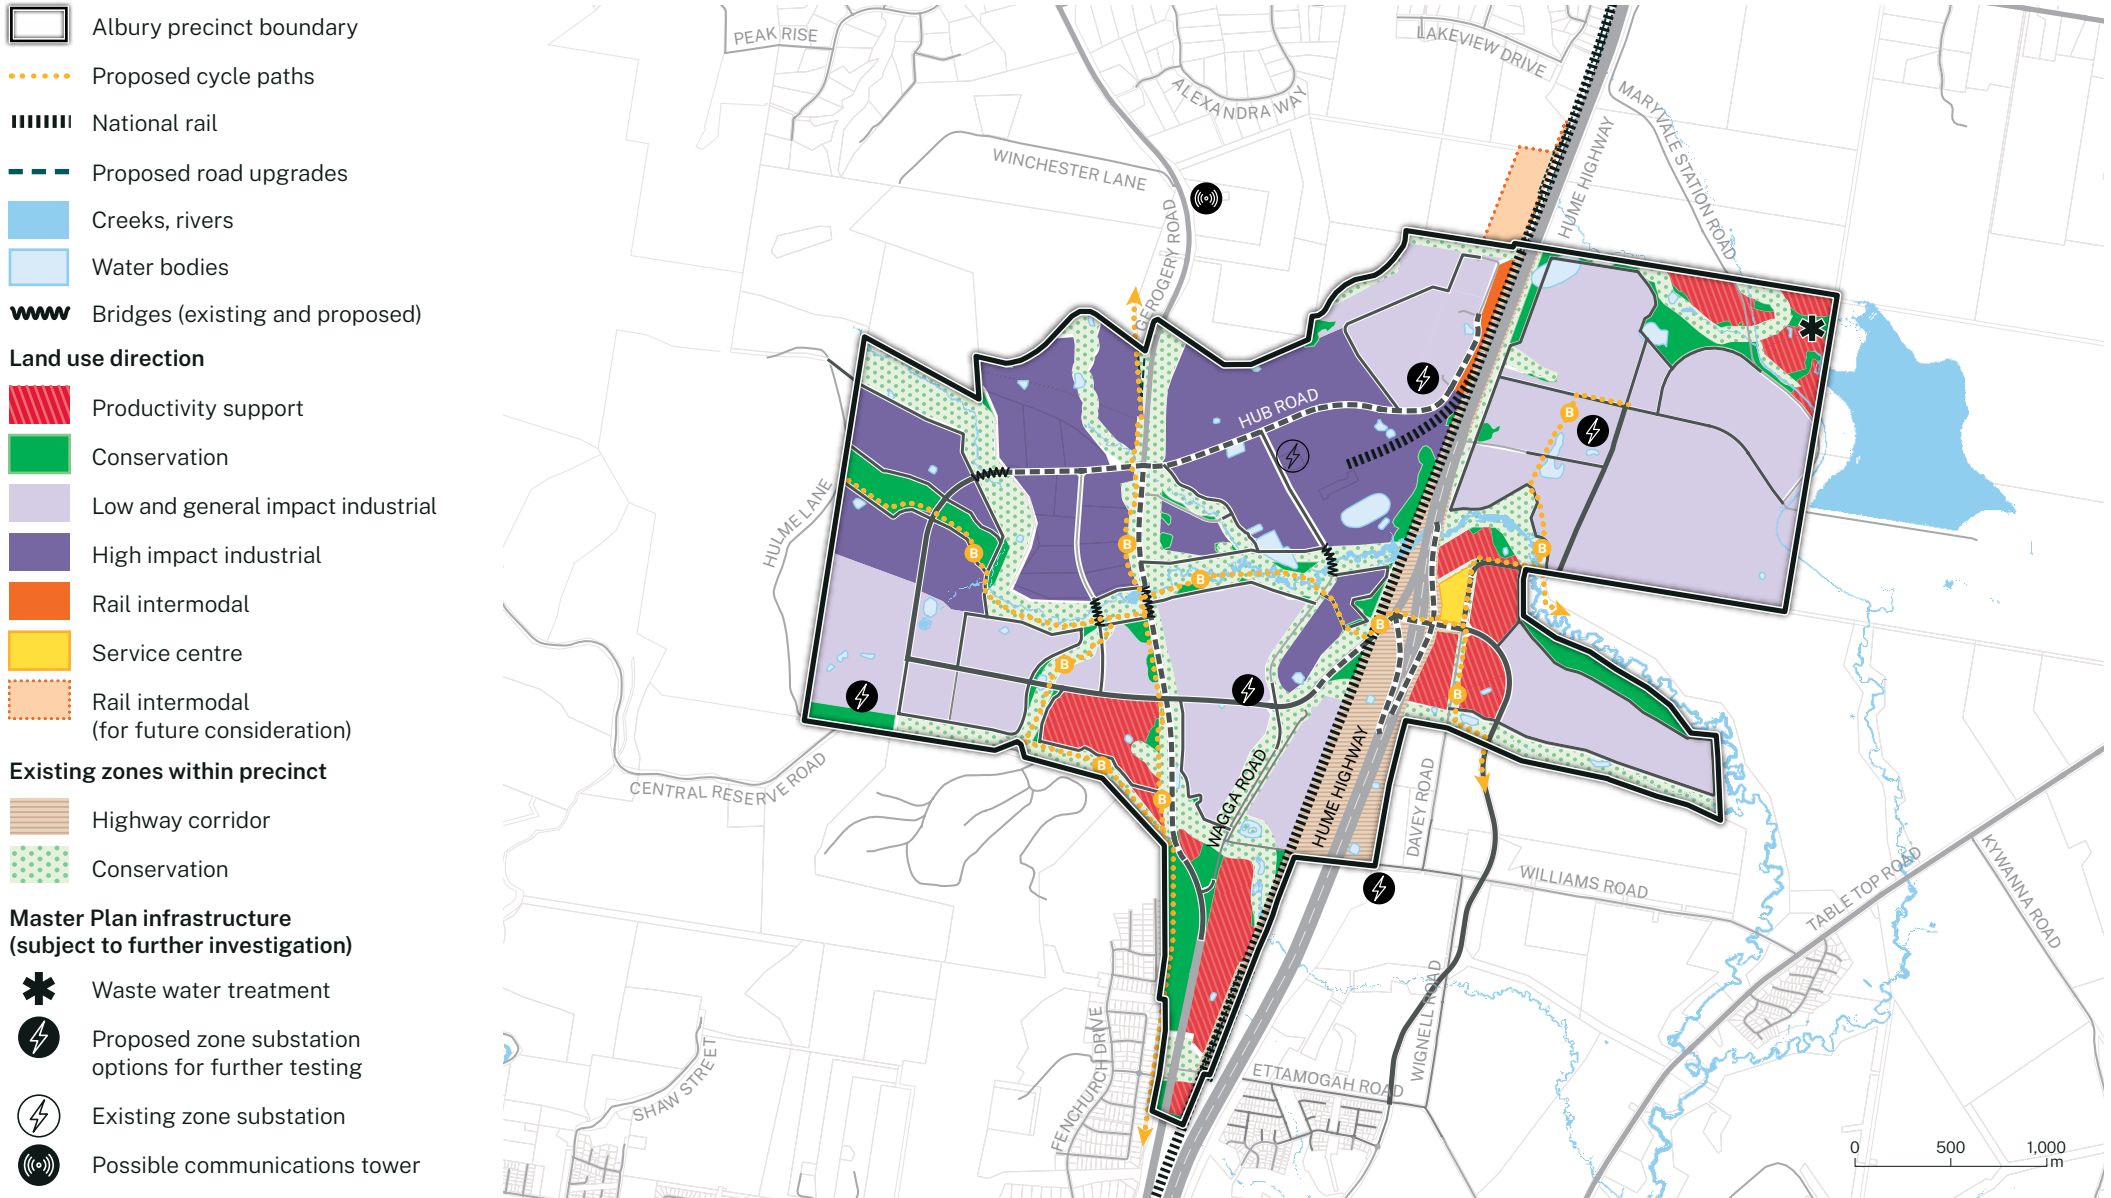 Albury precinct boundary
Proposed cycle paths
National rail
Proposed road upgrades
Creeks, rivers
Water bodies
Bridges (existing and proposed)
Land use direction
Productivity support
Conservation
Low and general impact industrial
High impact industrial
Rail intermodal
Service centre
Rail intermodal
(for future consideration)
Existing zones within precinct
Highway corridor
Conservation
Master Plan infrastructure
(subject to further investigation)
Waste water treatment
Proposed zone substation
options for further testing
Existing zone substation
Possible communications tower
PEAK RISE
LAKEVIEW DRIVE
ALEXANDRA WAY
MARYVALE STATION ROAD
WINCHESTER LANE
HUME HIGHWAY
GEROGERY ROAD
HUB ROAD
HULME LANE
B
B
B
B
B
B
B
B
B
B
CENTRAL RESERVE ROAD
WAGGA ROAD
HUME HIGHWAY
DAVEY ROAD
WILLIAMS ROAD
TABLE TOP ROAD
KYWANNA ROAD
WIGNELL ROAD
ETTAMOGAH ROAD
FENCHURCH DRIVE
SHAW STREET
0 500 1,000
m